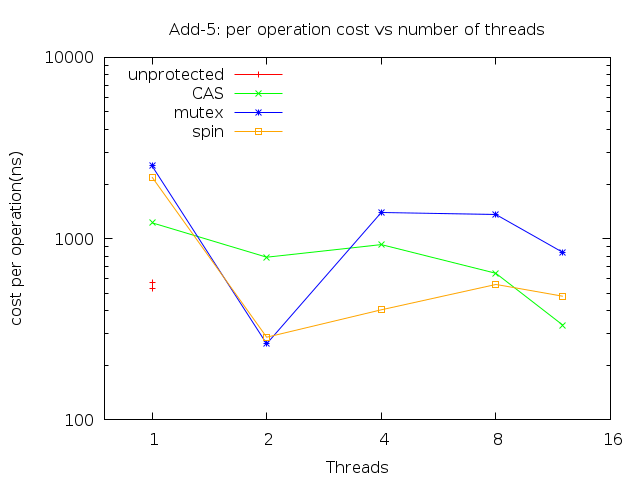 Add-5: per operation cost vs number of threads
10000
1000
100
cost per operation(ns)
unprotected
CAS
mutex
spin
1 2 4 8 16
Threads